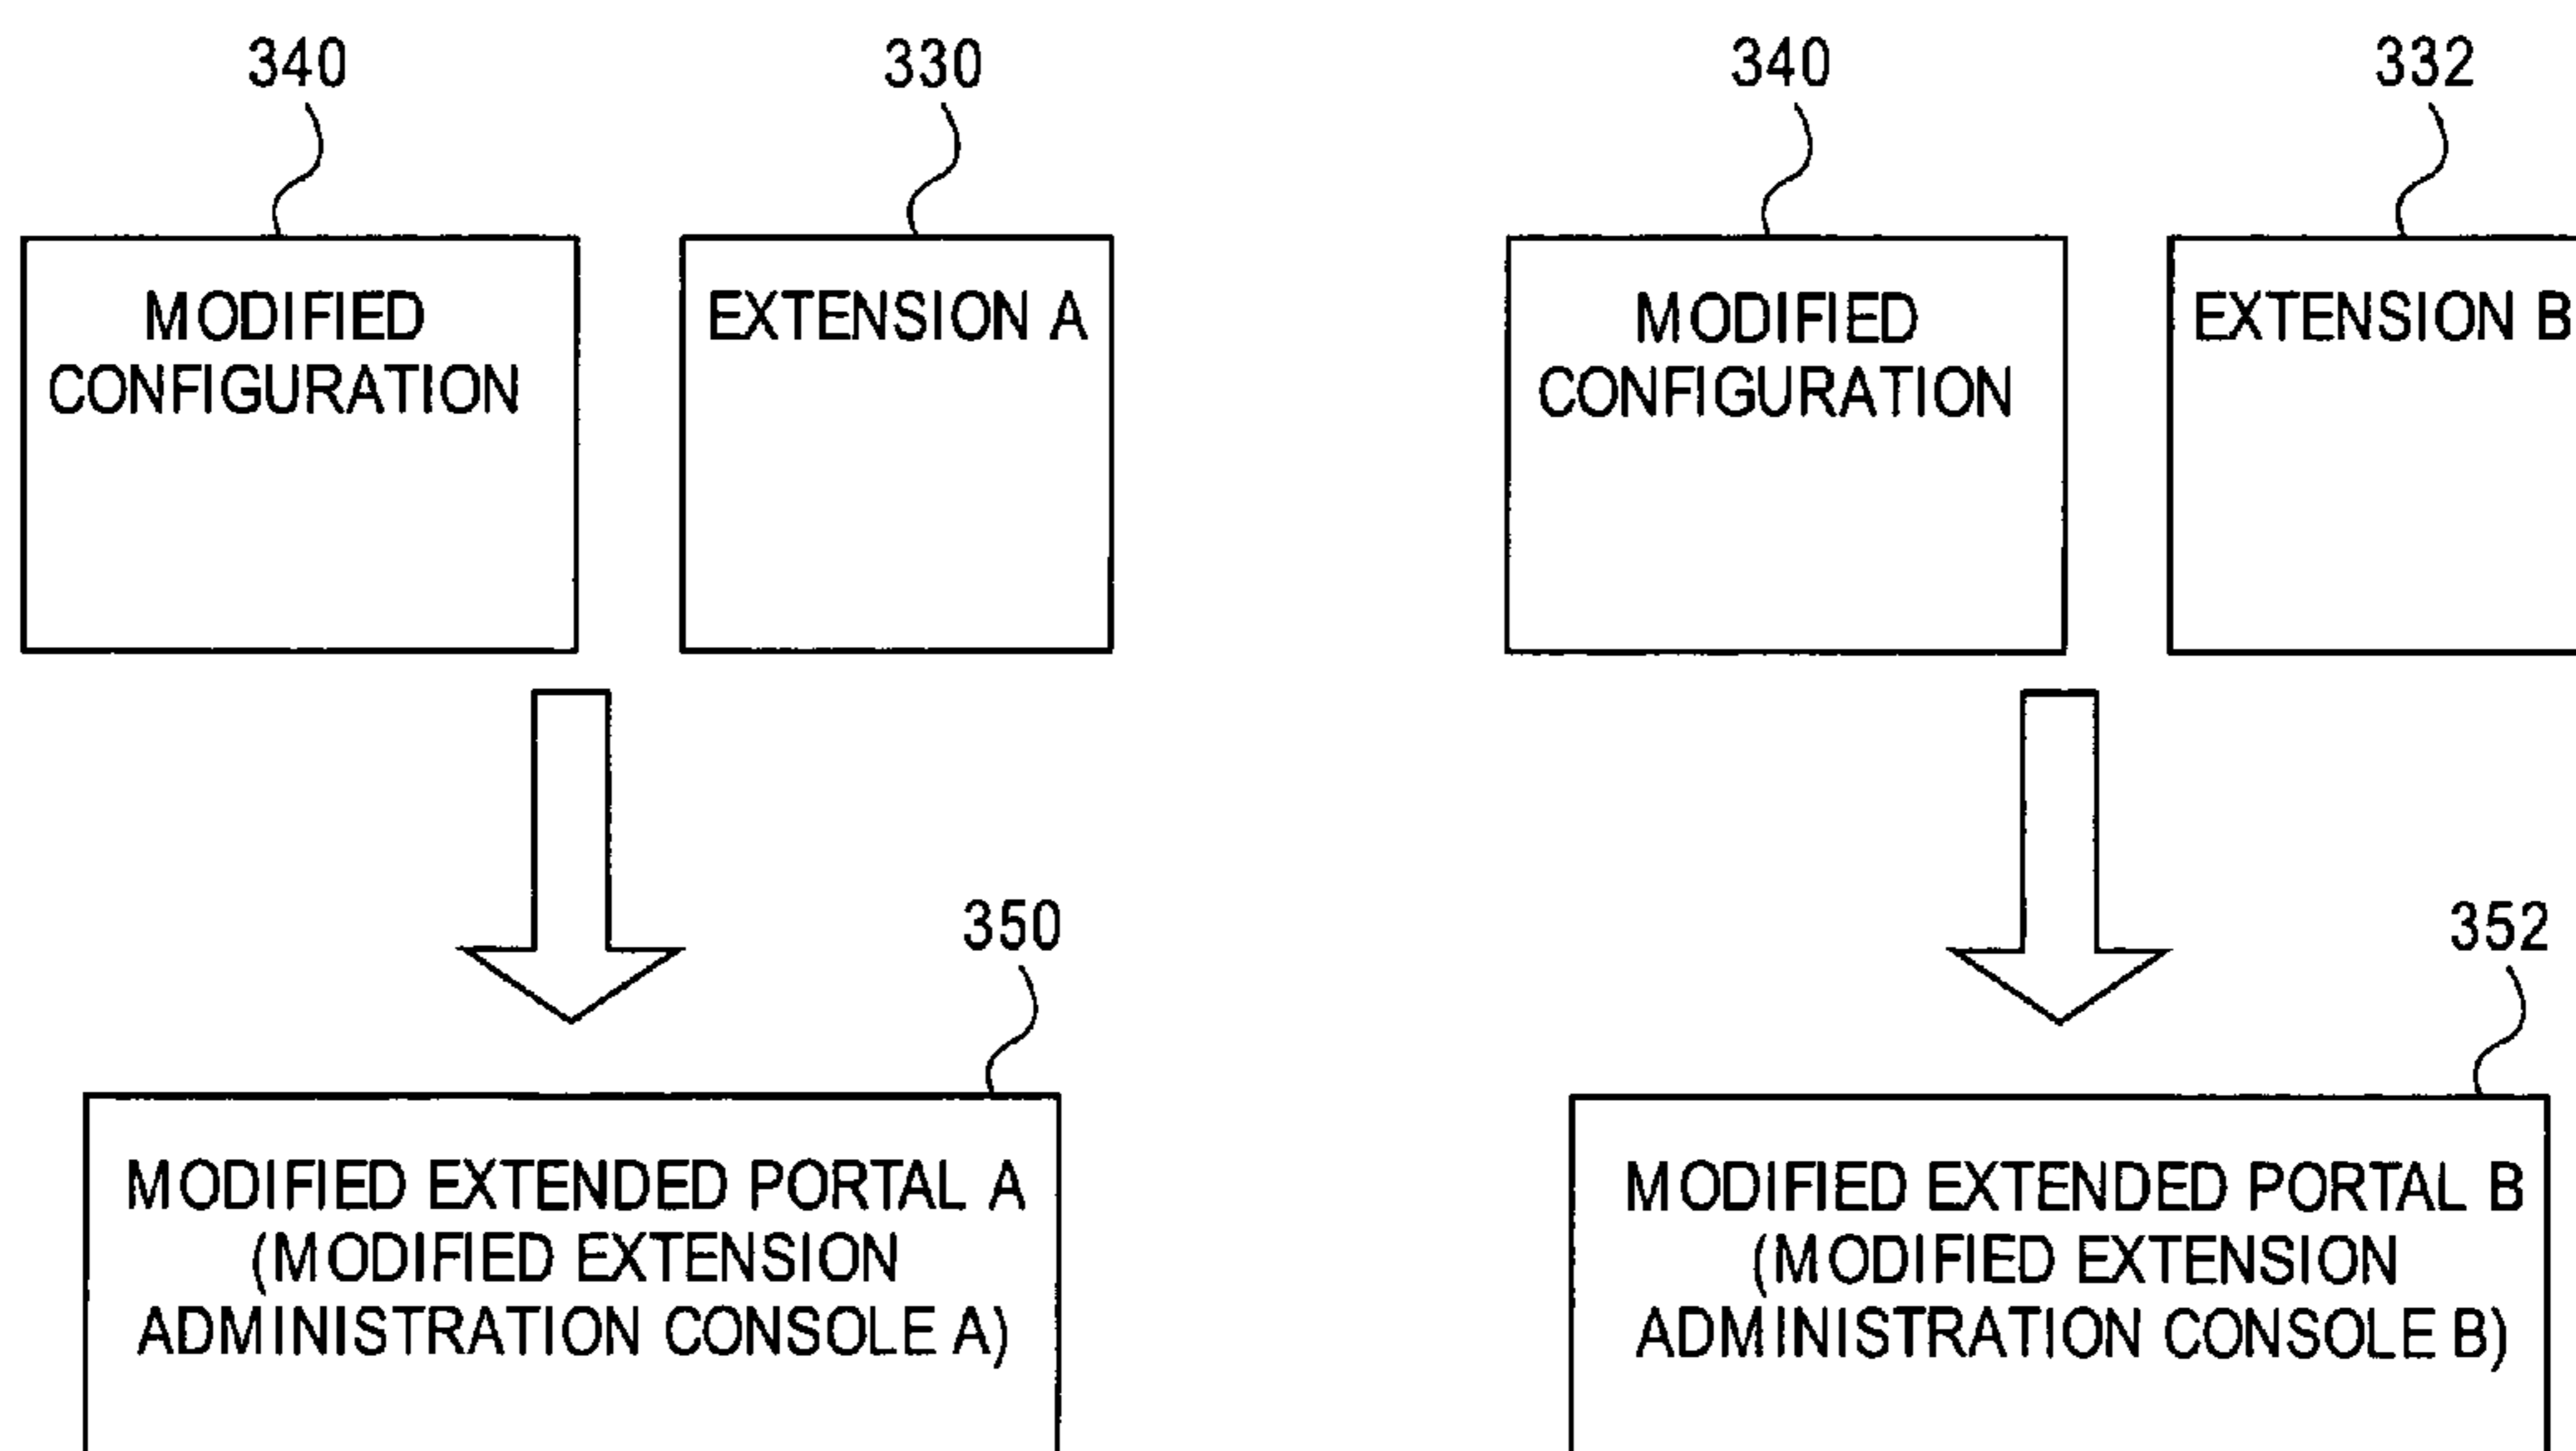 340
330
340
332
MODIFIED
CONFIGURATION
EXTENSION A
MODIFIED
CONFIGURATION
EXTENSION B
350
352
MODIFIED EXTENDED PORTAL A
(MODIFIED EXTENSION
ADMINISTRATION CONSOLE A)
MODIFIED EXTENDED PORTAL B
(MODIFIED EXTENSION
ADMINISTRATION CONSOLE B)